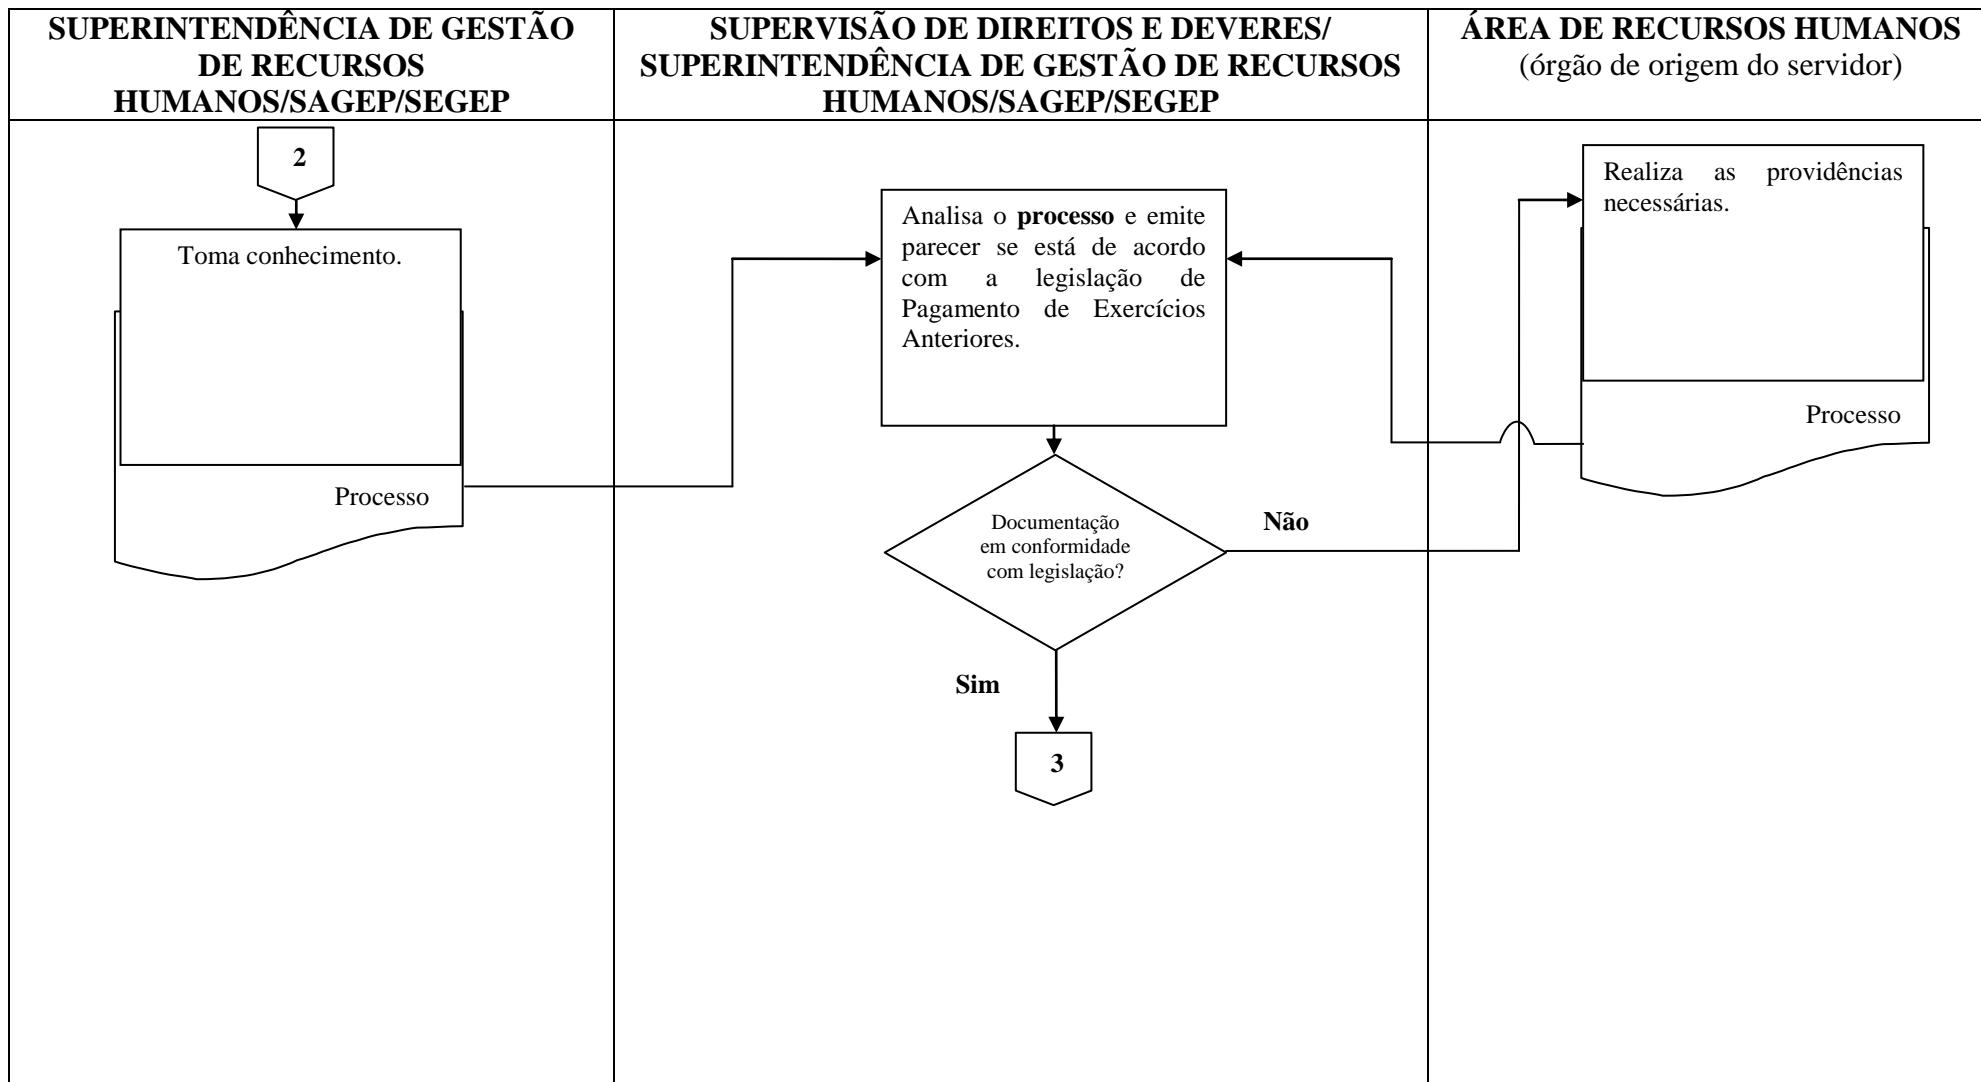 SUPERINTENDÊNCIA DE GESTÃO
DE RECURSOS
HUMANOS/SAGEP/SEGEP
SUPERVISÃO DE DIREITOS E DEVERES/
SUPERINTENDÊNCIA DE GESTÃO DE RECURSOS
HUMANOS/SAGEP/SEGEP
ÁREA DE RECURSOS HUMANOS
(órgão de origem do servidor)
2
Toma conhecimento.
Processo
Analisa o processo e emite
parecer se está de acordo
com a legislação de
Pagamento de Exercícios
Anteriores.
Documentação
em conformidade
com legislação?
Não
Sim
3
Realiza as providências
necessárias.
Processo